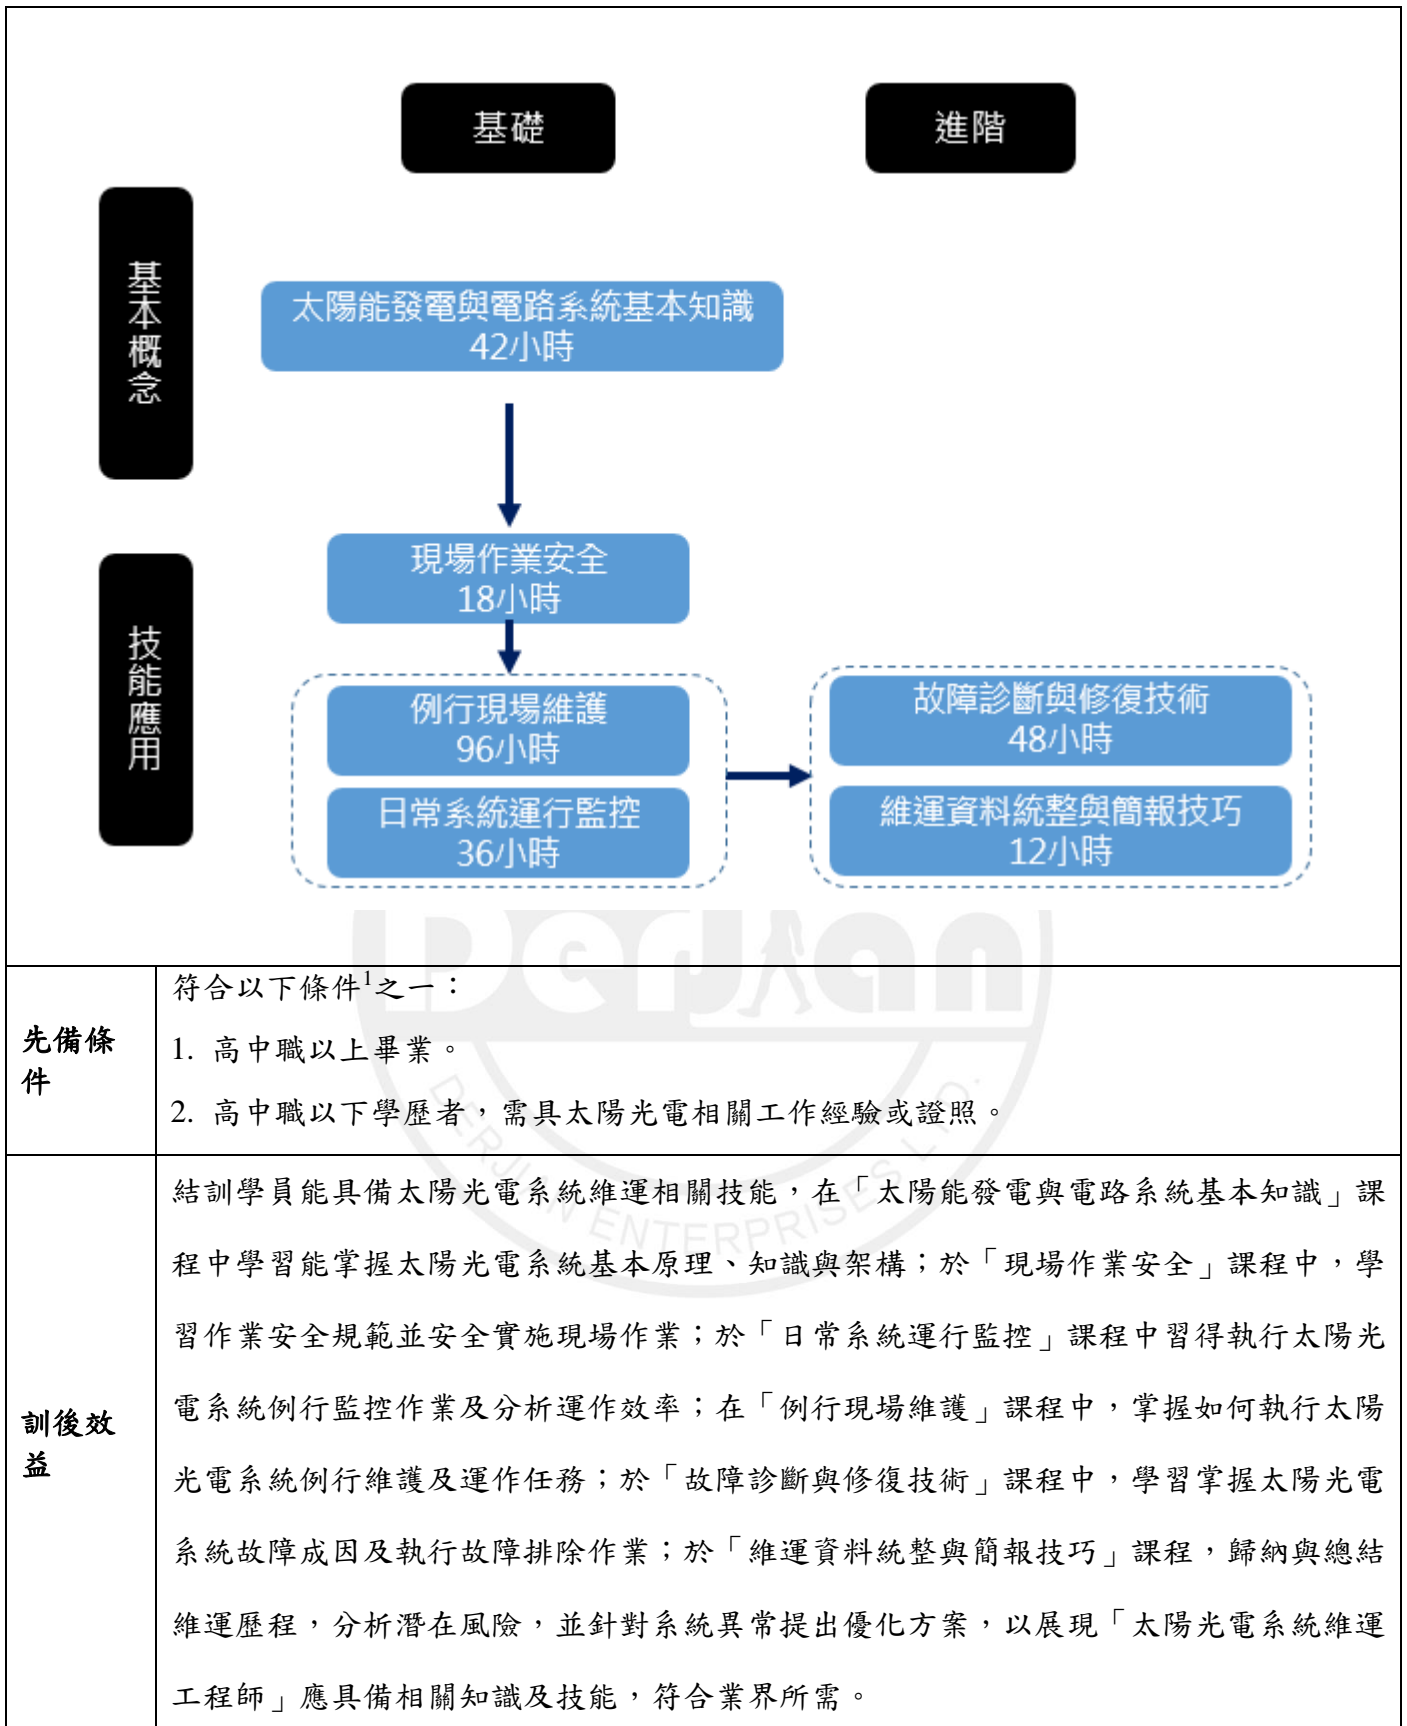 基礎
進階
基本概念
太陽能發電與電路系統基本知識
42小時
技能應用
現場作業安全
18小時
例行現場維護
96小時
日常系統運行監控
36小時
故障診斷與修復技術
48小時
維運資料統整與簡報技巧
12小時
DerJian
DERJIAN ENTERPRISES LTD.
先備條
件
符合以下條件1之一：
1. 高中職以上畢業。
2. 高中職以下學歷者，需具太陽光電相關工作經驗或證照。
訓後效
益
結訓學員能具備太陽光電系統維運相關技能，在「太陽能發電與電路系統基本知識」課
程中學習能掌握太陽光電系統基本原理、知識與架構；於「現場作業安全」課程中，學
習作業安全規範並安全實施現場作業；於「日常系統運行監控」課程中習得執行太陽光
電系統例行監控作業及分析運作效率；在「例行現場維護」課程中，掌握如何執行太陽
光電系統例行維護及運作任務；於「故障診斷與修復技術」課程中，學習掌握太陽光電
系統故障成因及執行故障排除作業；於「維運資料統整與簡報技巧」課程，歸納與總結
維運歷程，分析潛在風險，並針對系統異常提出優化方案，以展現「太陽光電系統維運
工程師」應具備相關知識及技能，符合業界所需。